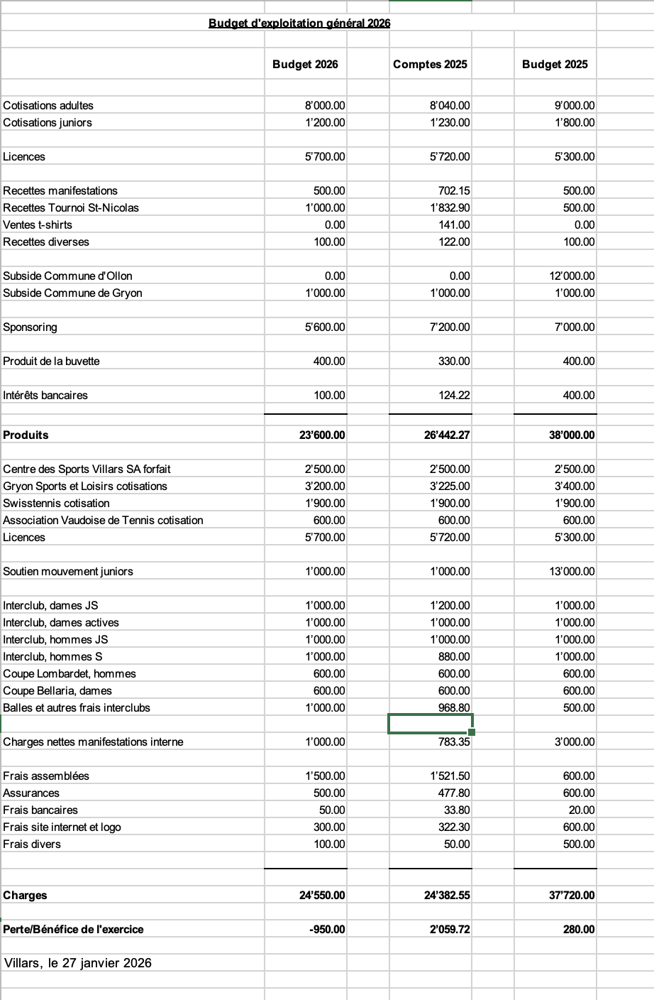 Budget d'exploitation général 2026
Budget 2026 Comptes 2025 Budget 2025
Cotisations adultes 8’000.00 8’040.00 9’000.00
Cotisations juniors 1’200.00 1’230.00 1’800.00
Licences 5’700.00 5’720.00 5’300.00
Recettes manifestations 500.00 702.15 500.00
Recettes Tournoi St-Nicolas 1’000.00 1’832.90 500.00
Ventes t-shirts 0.00 141.00 0.00
Recettes diverses 100.00 122.00 100.00
Subside Commune d'Ollon 0.00 0.00 12’000.00
Subside Commune de Gryon 1’000.00 1’000.00 1’000.00
Sponsoring 5’600.00 7’200.00 7’000.00
Produit de la buvette 400.00 330.00 400.00
Intérêts bancaires 100.00 124.22 400.00
Produits 23’600.00 26’442.27 38’000.00
Centre des Sports Villars SA forfait 2’500.00 2’500.00 2’500.00
Gryon Sports et Loisirs cotisations 3’200.00 3’225.00 3’400.00
Swisstennis cotisation 1’900.00 1’900.00 1’900.00
Association Vaudoise de Tennis cotisation 600.00 600.00 600.00
Licences 5’700.00 5’720.00 5’300.00
Soutien mouvement juniors 1’000.00 1’000.00 13’000.00
Interclub, dames JS 1’000.00 1’200.00 1’000.00
Interclub, dames actives 1’000.00 1’000.00 1’000.00
Interclub, hommes JS 1’000.00 1’000.00 1’000.00
Interclub, hommes S 1’000.00 880.00 1’000.00
Coupe Lombardet, hommes 600.00 600.00 600.00
Coupe Bellaria, dames 600.00 600.00 600.00
Balles et autres frais interclubs 1’000.00 968.80 500.00
Charges nettes manifestations interne 1’000.00 783.35 3’000.00
Frais assemblées 1’500.00 1’521.50 600.00
Assurances 500.00 477.80 600.00
Frais bancaires 50.00 33.80 20.00
Frais site internet et logo 300.00 322.30 600.00
Frais divers 100.00 50.00 500.00
Charges 24’550.00 24’382.55 37’720.00
Perte/Bénéfice de l'exercice -950.00 2’059.72 280.00
Villars, le 27 janvier 2026